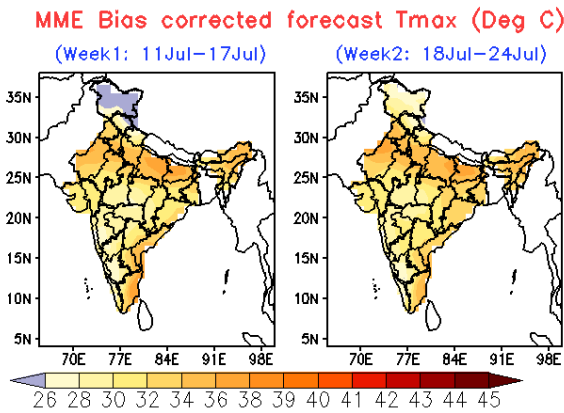 MME Bias corrected forecast Tmax (Deg C)
(Week1: 11Jul-17Jul) (Week2: 18Jul-24Jul)
35N 35N
30N 30N
25N 25N
20N 20N
15N 15N
10N 10N
5N 5N
70E 77E 84E 91E 98E 70E 77E 84E 91E 98E
26 28 30 32 34 36 38 39 40 41 42 43 44 45